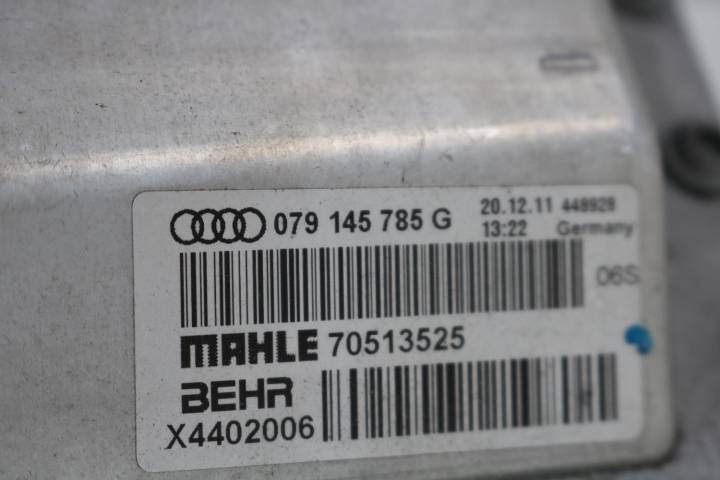 079 145 785 G 20.12.11 448928
13:22 Germany
06S
MAHLE 70513525
BEHR
X4402006